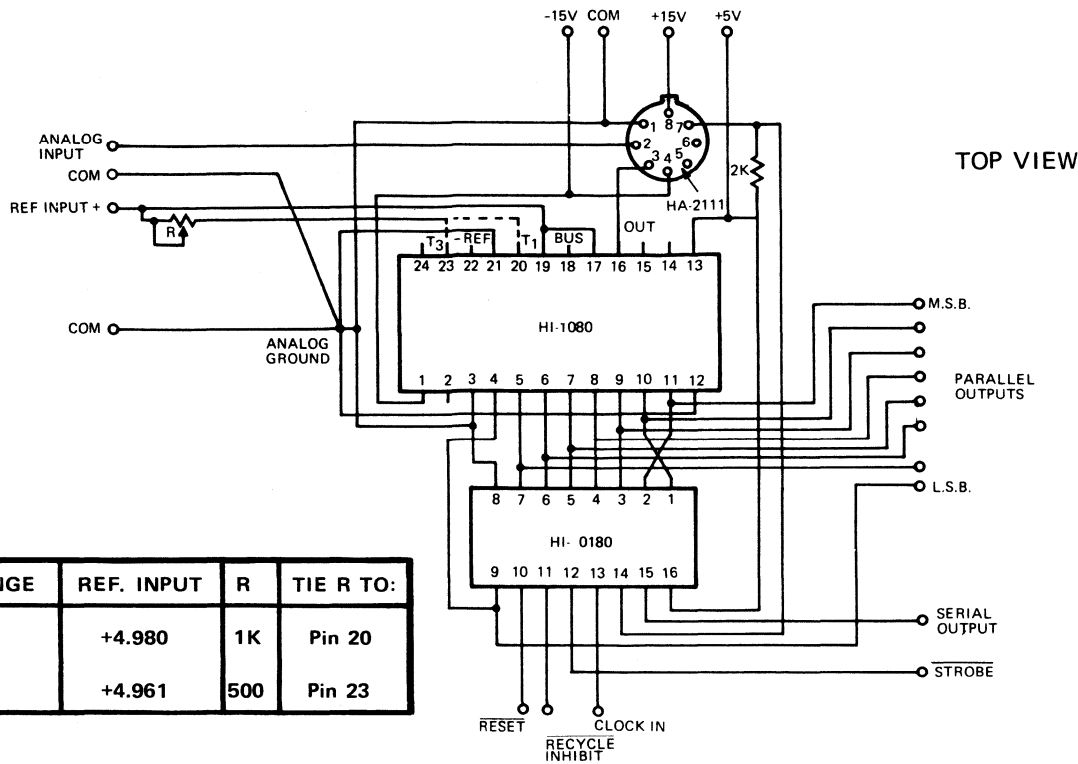 -15V COM +15V +5V
1 8 7
2 6
3 4 5
ANALOG
INPUT
COM
2K
TOP VIEW
HA-2111
REF INPUT +
R
OUT
T3 -REF T1 BUS
24 23 22 21 20 19 18 17 16 15 14 13
HI-1080
COM
ANALOG
GROUND
1 2 3 4 5 6 7 8 9 10 11 12
M.S.B.
PARALLEL
OUTPUTS
L.S.B.
8 7 6 5 4 3 2 1
HI- 0180
9 10 11 12 13 14 15 16
NGE REF. INPUT R TIE R TO:
+4.980 1K Pin 20
+4.961 500 Pin 23
SERIAL
OUTPUT
STROBE
RESET
CLOCK IN
RECYCLE
INHIBIT